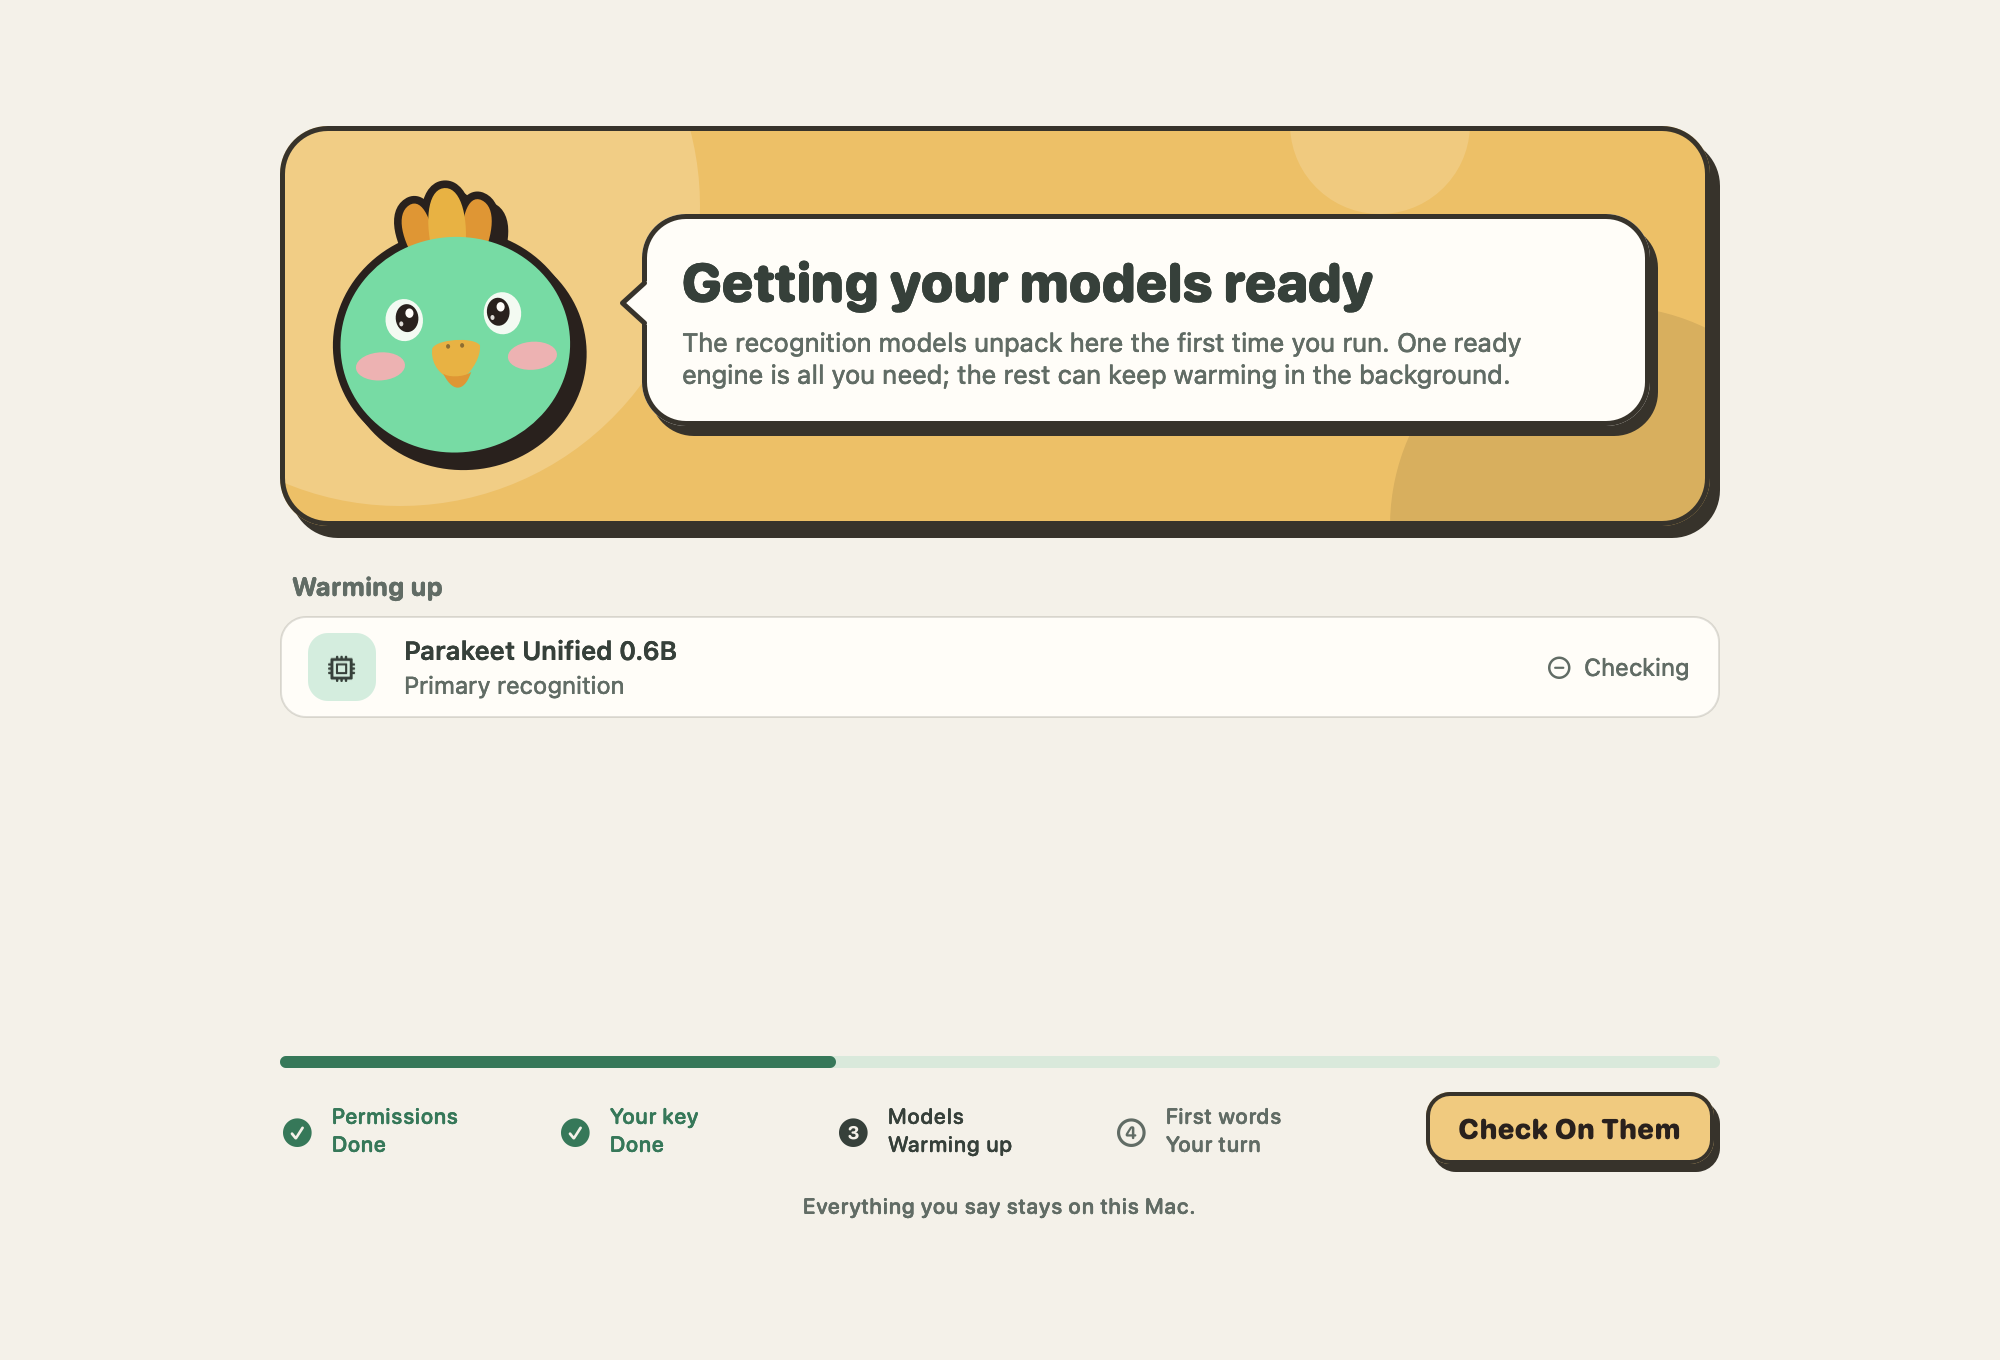 Getting your models ready
The recognition models unpack here the first time you run. One ready
engine is all you need; the rest can keep warming in the background.
Warming up
Parakeet Unified 0.6B
Primary recognition
Checking
Permissions
Done
Your key
Done
3
Models
Warming up
4
First words
Your turn
Check On Them
Everything you say stays on this Mac.